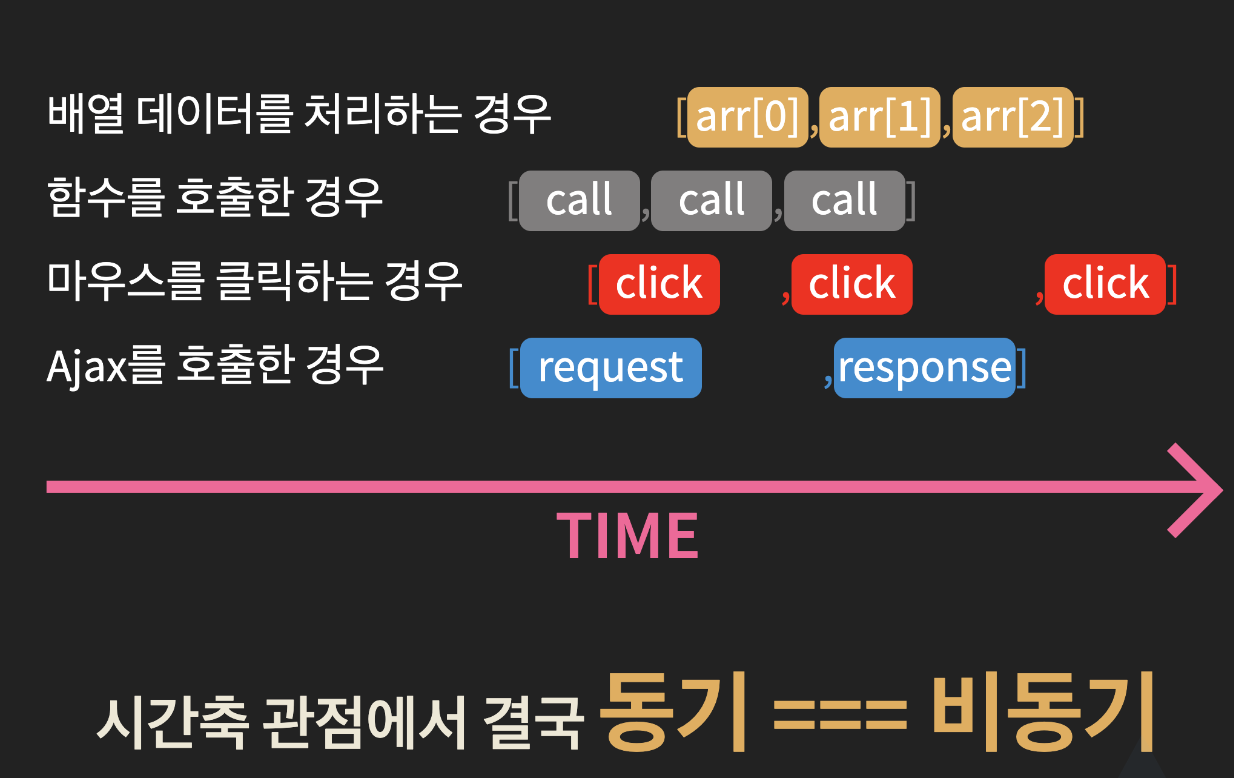 배열 데이터를 처리하는 경우 [arr[0],arr[1],arr[2]]
함수를 호출한 경우 [call,call,call]
마우스를 클릭하는 경우 [click ,click ,click]
Ajax를 호출한 경우 [request ,response]
TIME
시간축 관점에서 결국 동기 === 비동기